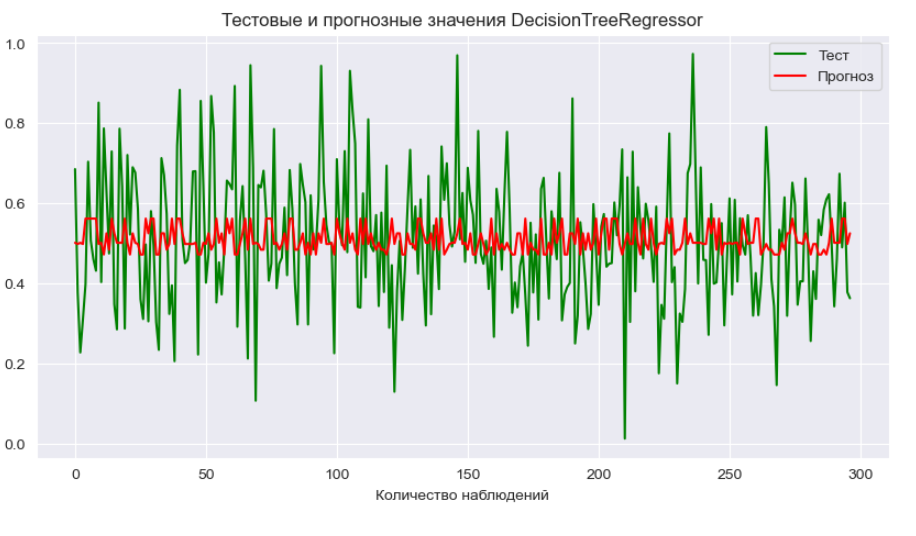 Тестовые и прогнозные значения DecisionTreeRegressor
Тест
Прогноз
1.0
0.8
0.6
0.4
0.2
0.0
0 50 100 150 200 250 300
Количество наблюдений